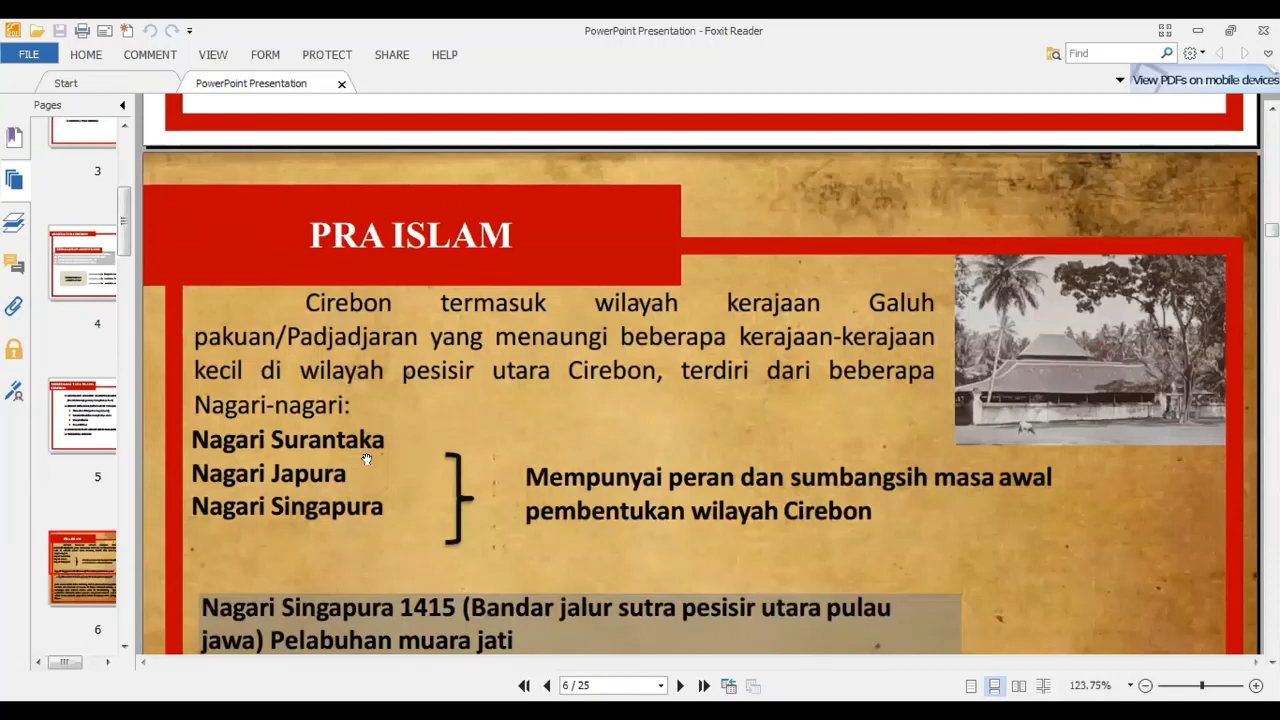 PowerPoint Presentation - Foxit Reader
FILE HOME COMMENT VIEW FORM PROTECT SHARE HELP
Find
Start
PowerPoint Presentation
View PDFs on mobile devices
Pages
3
4
5
6
PRA ISLAM
Cirebon termasuk wilayah kerajaan Galuh
pakuan/Padjadjaran yang menaungi beberapa kerajaan-kerajaan
kecil di wilayah pesisir utara Cirebon, terdiri dari beberapa
Nagari-nagari:
Nagari Surantaka
Nagari Japura
Nagari Singapura
Mempunyai peran dan sumbangsih masa awal
pembentukan wilayah Cirebon
Nagari Singapura 1415 (Bandar jalur sutra pesisir utara pulau
jawa) Pelabuhan muara jati
6 / 25
123.75%